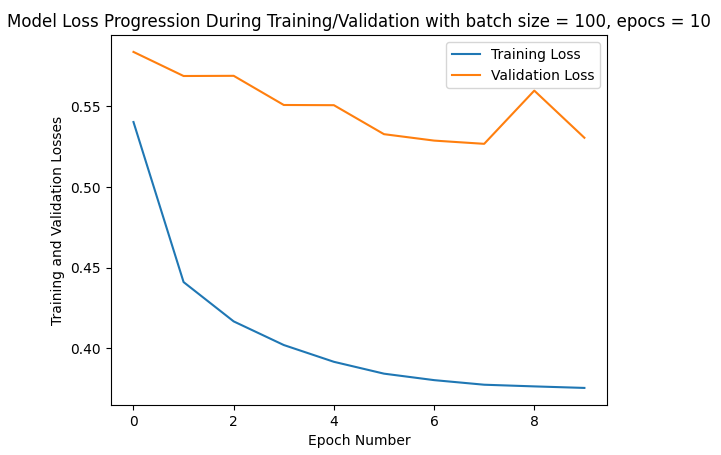 Model Loss Progression During Training/Validation with batch size = 100, epocs = 10
Training Loss
Validation Loss
0.55
0.50
0.45
0.40
Training and Validation Losses
0 2 4 6 8
Epoch Number